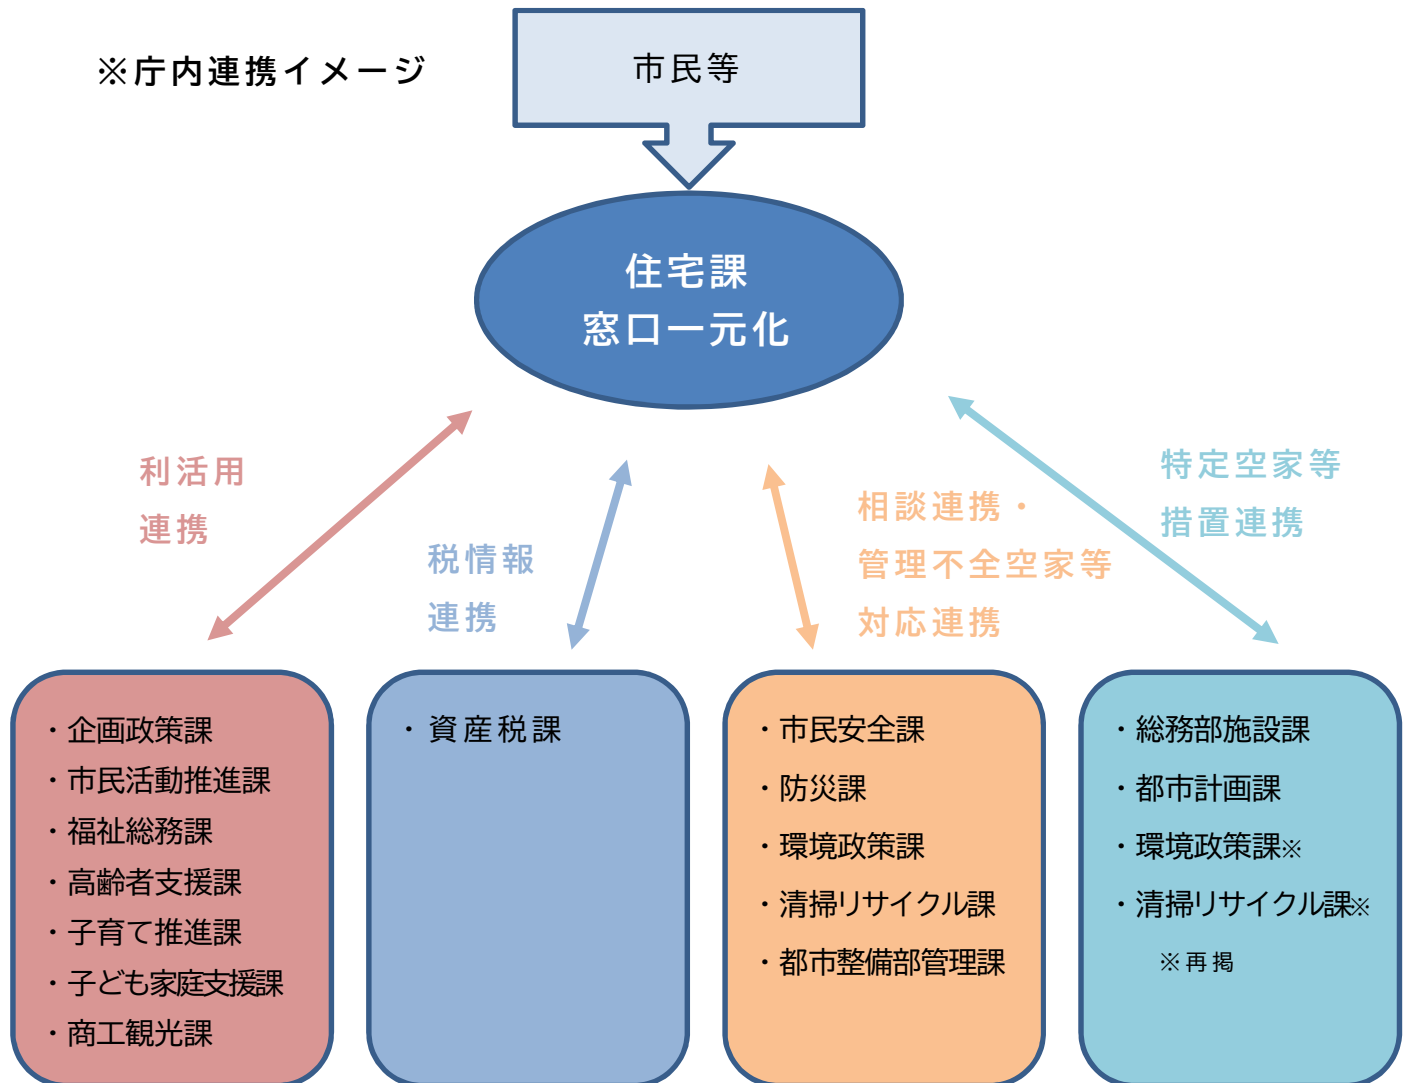 ※庁内連携イメージ
市民等
住宅課
窓口一元化
利活用
連携
税情報
連携
相談連携・
管理不全空家等
対応連携
特定空家等
措置連携
・企画政策課
・市民活動推進課
・福祉総務課
・高齢者支援課
・子育て推進課
・子ども家庭支援課
・商工観光課
・資産税課
・市民安全課
・防災課
・環境政策課
・清掃リサイクル課
・都市整備部管理課
・総務部施設課
・都市計画課
・環境政策課※
・清掃リサイクル課※
※再掲